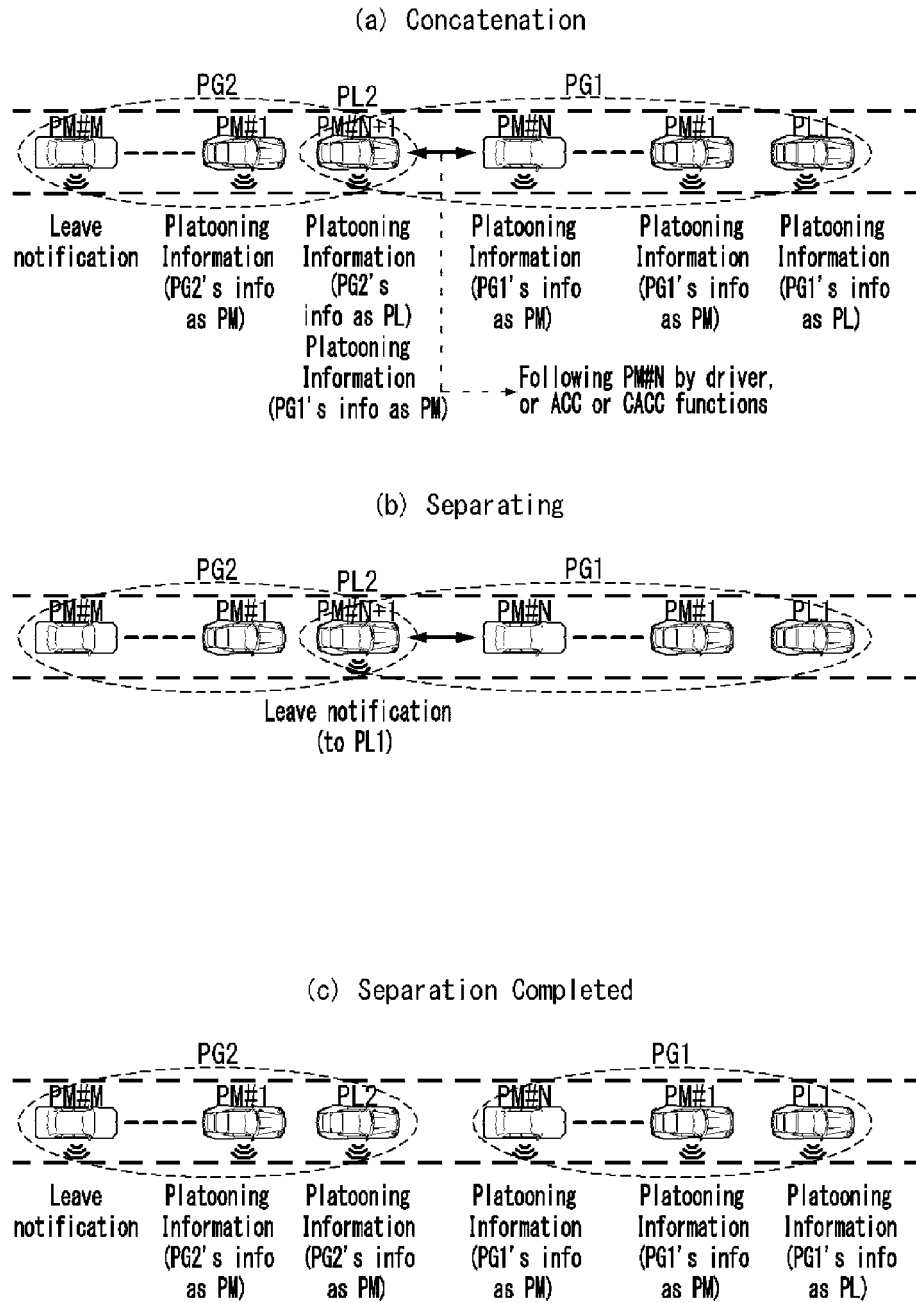 (a) Concatenation
PG2
PL2
PG1
PM#M
PM#1
PM#N+1
PM#N
PM#1
PL1
Leave
notification
Platooning
Information
(PG2's info
as PM)
Platooning
Information
(PG2's
info as PL)
Platooning
Information
(PG1's info as PM)
Platooning
Information
(PG1's info
as PM)
Platooning
Information
(PG1's info
as PM)
Platooning
Information
(PG1's info
as PL)
Following PM#N by driver,
or ACC or CACC functions
(b) Separating
PG2
PL2
PG1
PM#M
PM#1
PM#N+1
PM#N
PM#1
PL1
Leave notification
(to PL1)
(c) Separation Completed
PG2
PG1
PM#M
PM#1
PL2
PM#N
PM#1
PL1
Leave
notification
Platooning
Information
(PG2's info
as PM)
Platooning
Information
(PG2's info
as PM)
Platooning
Information
(PG1's info
as PM)
Platooning
Information
(PG1's info
as PM)
Platooning
Information
(PG1's info
as PL)